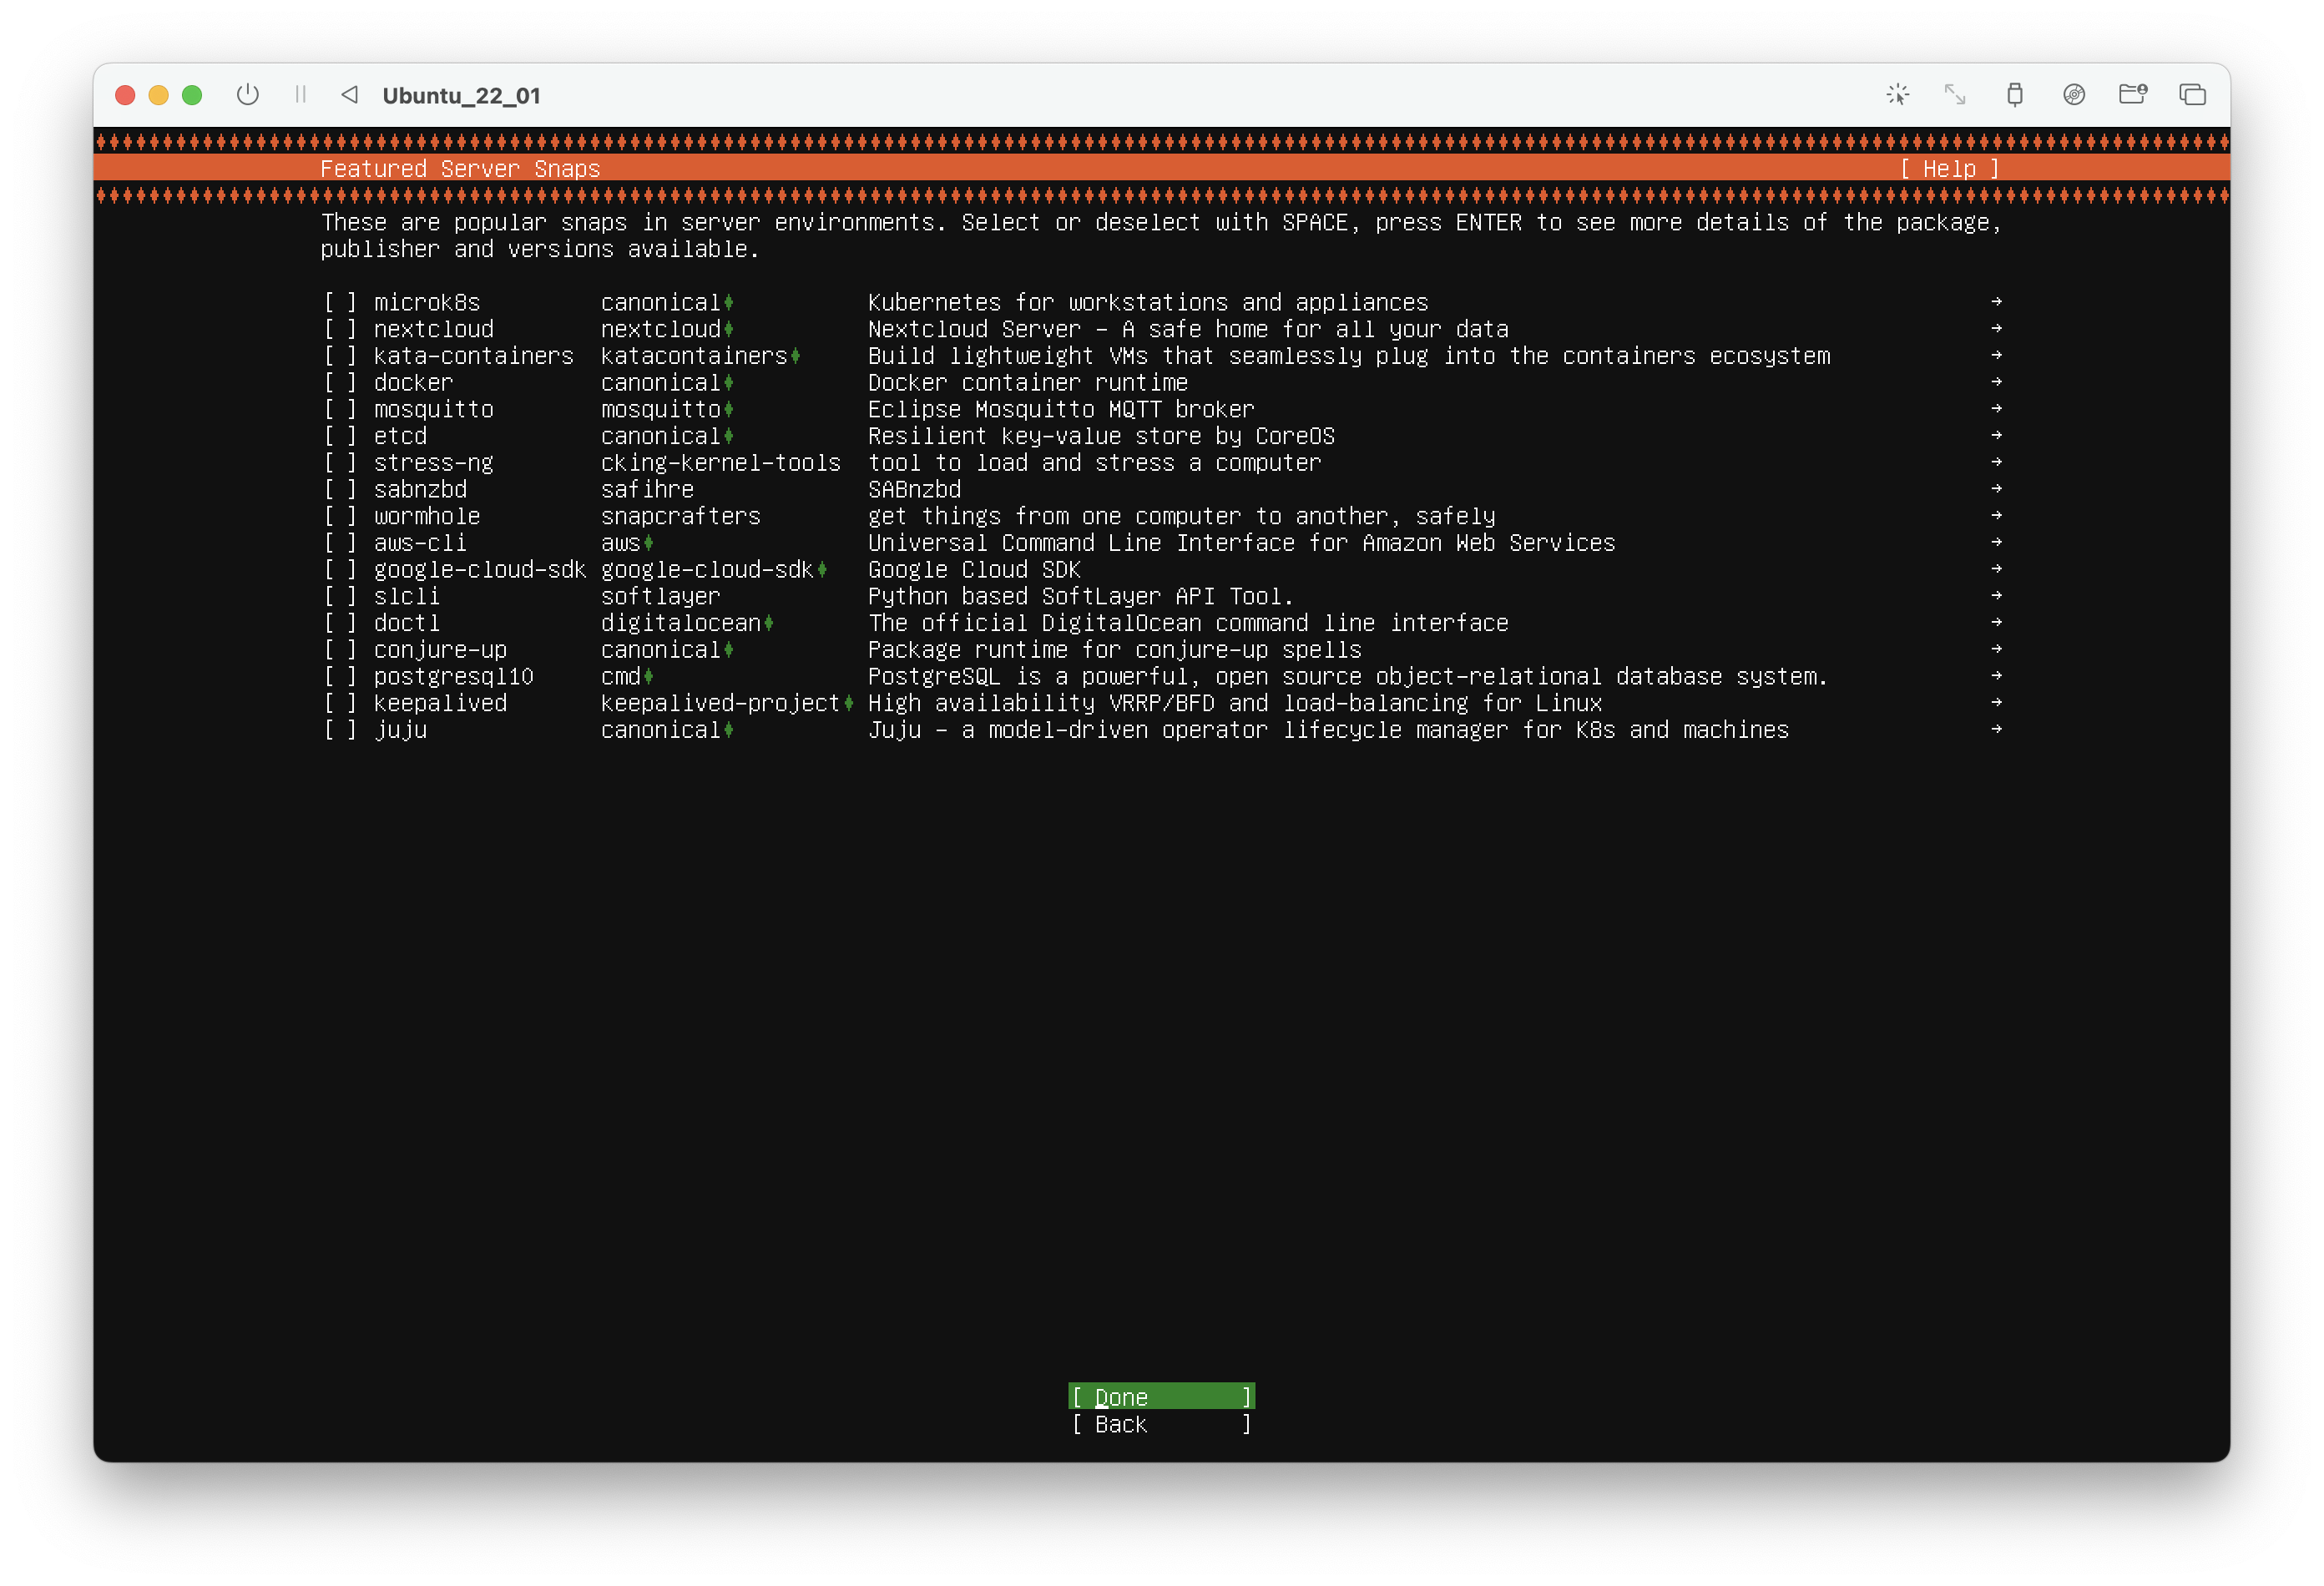 Ubuntu_22_01
Featured Server Snaps [ Help ]
These are popular snaps in server environments. Select or deselect with SPACE, press ENTER to see more details of the package,
publisher and versions available.
[ ] microk8s canonical Kubernetes for workstations and appliances →
[ ] nextcloud nextcloud Nextcloud Server – A safe home for all your data →
[ ] kata-containers katacontainers Build lightweight VMs that seamlessly plug into the containers ecosystem →
[ ] docker canonical Docker container runtime →
[ ] mosquitto mosquitto Eclipse Mosquitto MQTT broker →
[ ] etcd canonical Resilient key-value store by CoreOS →
[ ] stress-ng cking-kernel-tools tool to load and stress a computer →
[ ] sabnzbd safihre SABnzbd →
[ ] wormhole snapcrafters get things from one computer to another, safely →
[ ] aws-cli aws Universal Command Line Interface for Amazon Web Services →
[ ] google-cloud-sdk google-cloud-sdk Google Cloud SDK →
[ ] slcli softlayer Python based SoftLayer API Tool. →
[ ] doctl digitalocean The official DigitalOcean command line interface →
[ ] conjure-up canonical Package runtime for conjure-up spells →
[ ] postgresql10 cmd PostgreSQL is a powerful, open source object-relational database system. →
[ ] keepalived keepalived-project High availability VRRP/BFD and load-balancing for Linux →
[ ] juju canonical Juju - a model-driven operator lifecycle manager for K8s and machines →
[ Done ]
[ Back ]